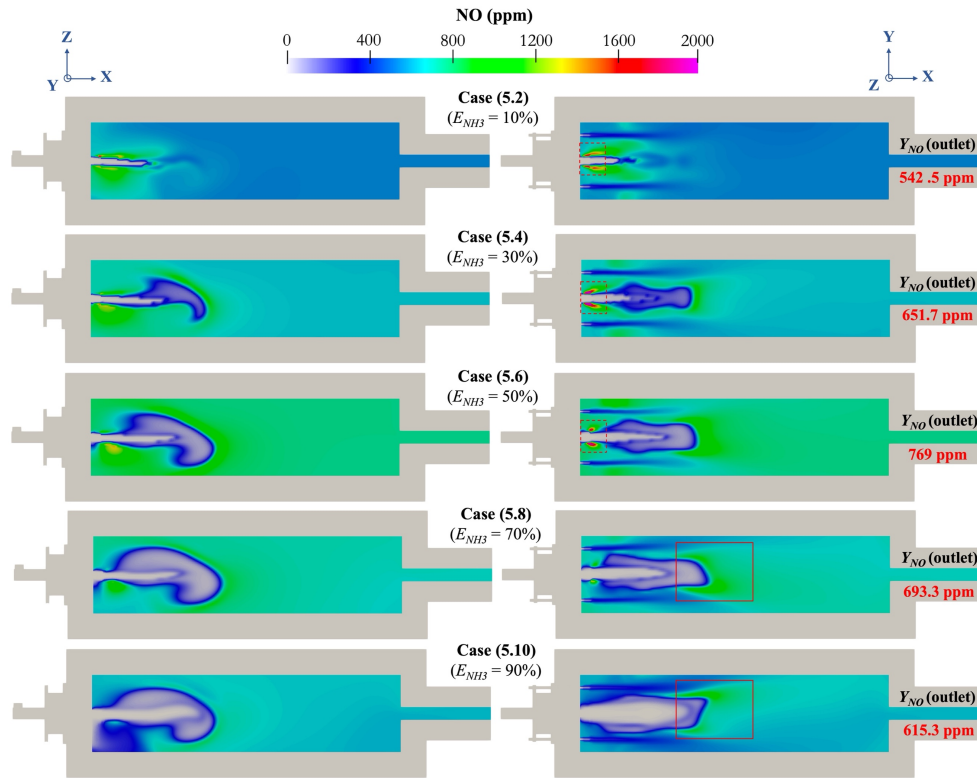 NO (ppm)
0 400 800 1200 1600 2000
Z
Y X
Y
Z X
Case (5.2)
(E_NH3 = 10%)
Y_NO (outlet)
542 .5 ppm
Case (5.4)
(E_NH3 = 30%)
Y_NO (outlet)
651.7 ppm
Case (5.6)
(E_NH3 = 50%)
Y_NO (outlet)
769 ppm
Case (5.8)
(E_NH3 = 70%)
Y_NO (outlet)
693.3 ppm
Case (5.10)
(E_NH3 = 90%)
Y_NO (outlet)
615.3 ppm